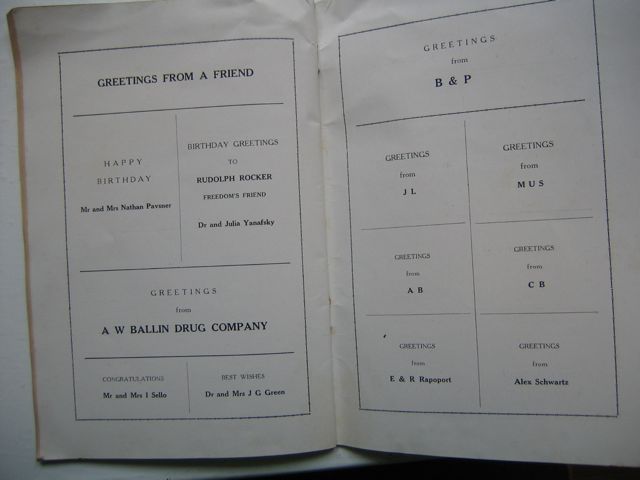 GREETINGS FROM A FRIEND
HAPPY
BIRTHDAY
Mr and Mrs Nathan Pavsner
BIRTHDAY GREETINGS
TO
RUDOLPH ROCKER
FREEDOM'S FRIEND
Dr and Julia Yanafsky
GREETINGS
from
A W BALLIN DRUG COMPANY
CONGRATULATIONS
Mr and Mrs I Sello
BEST WISHES
Dr and Mrs J G Green
GREETINGS
from
B & P
GREETINGS
from
J L
GREETINGS
from
M U S
GREETINGS
from
A B
GREETINGS
from
C B
GREETINGS
from
E & R Rapoport
GREETINGS
from
Alex Schwartz